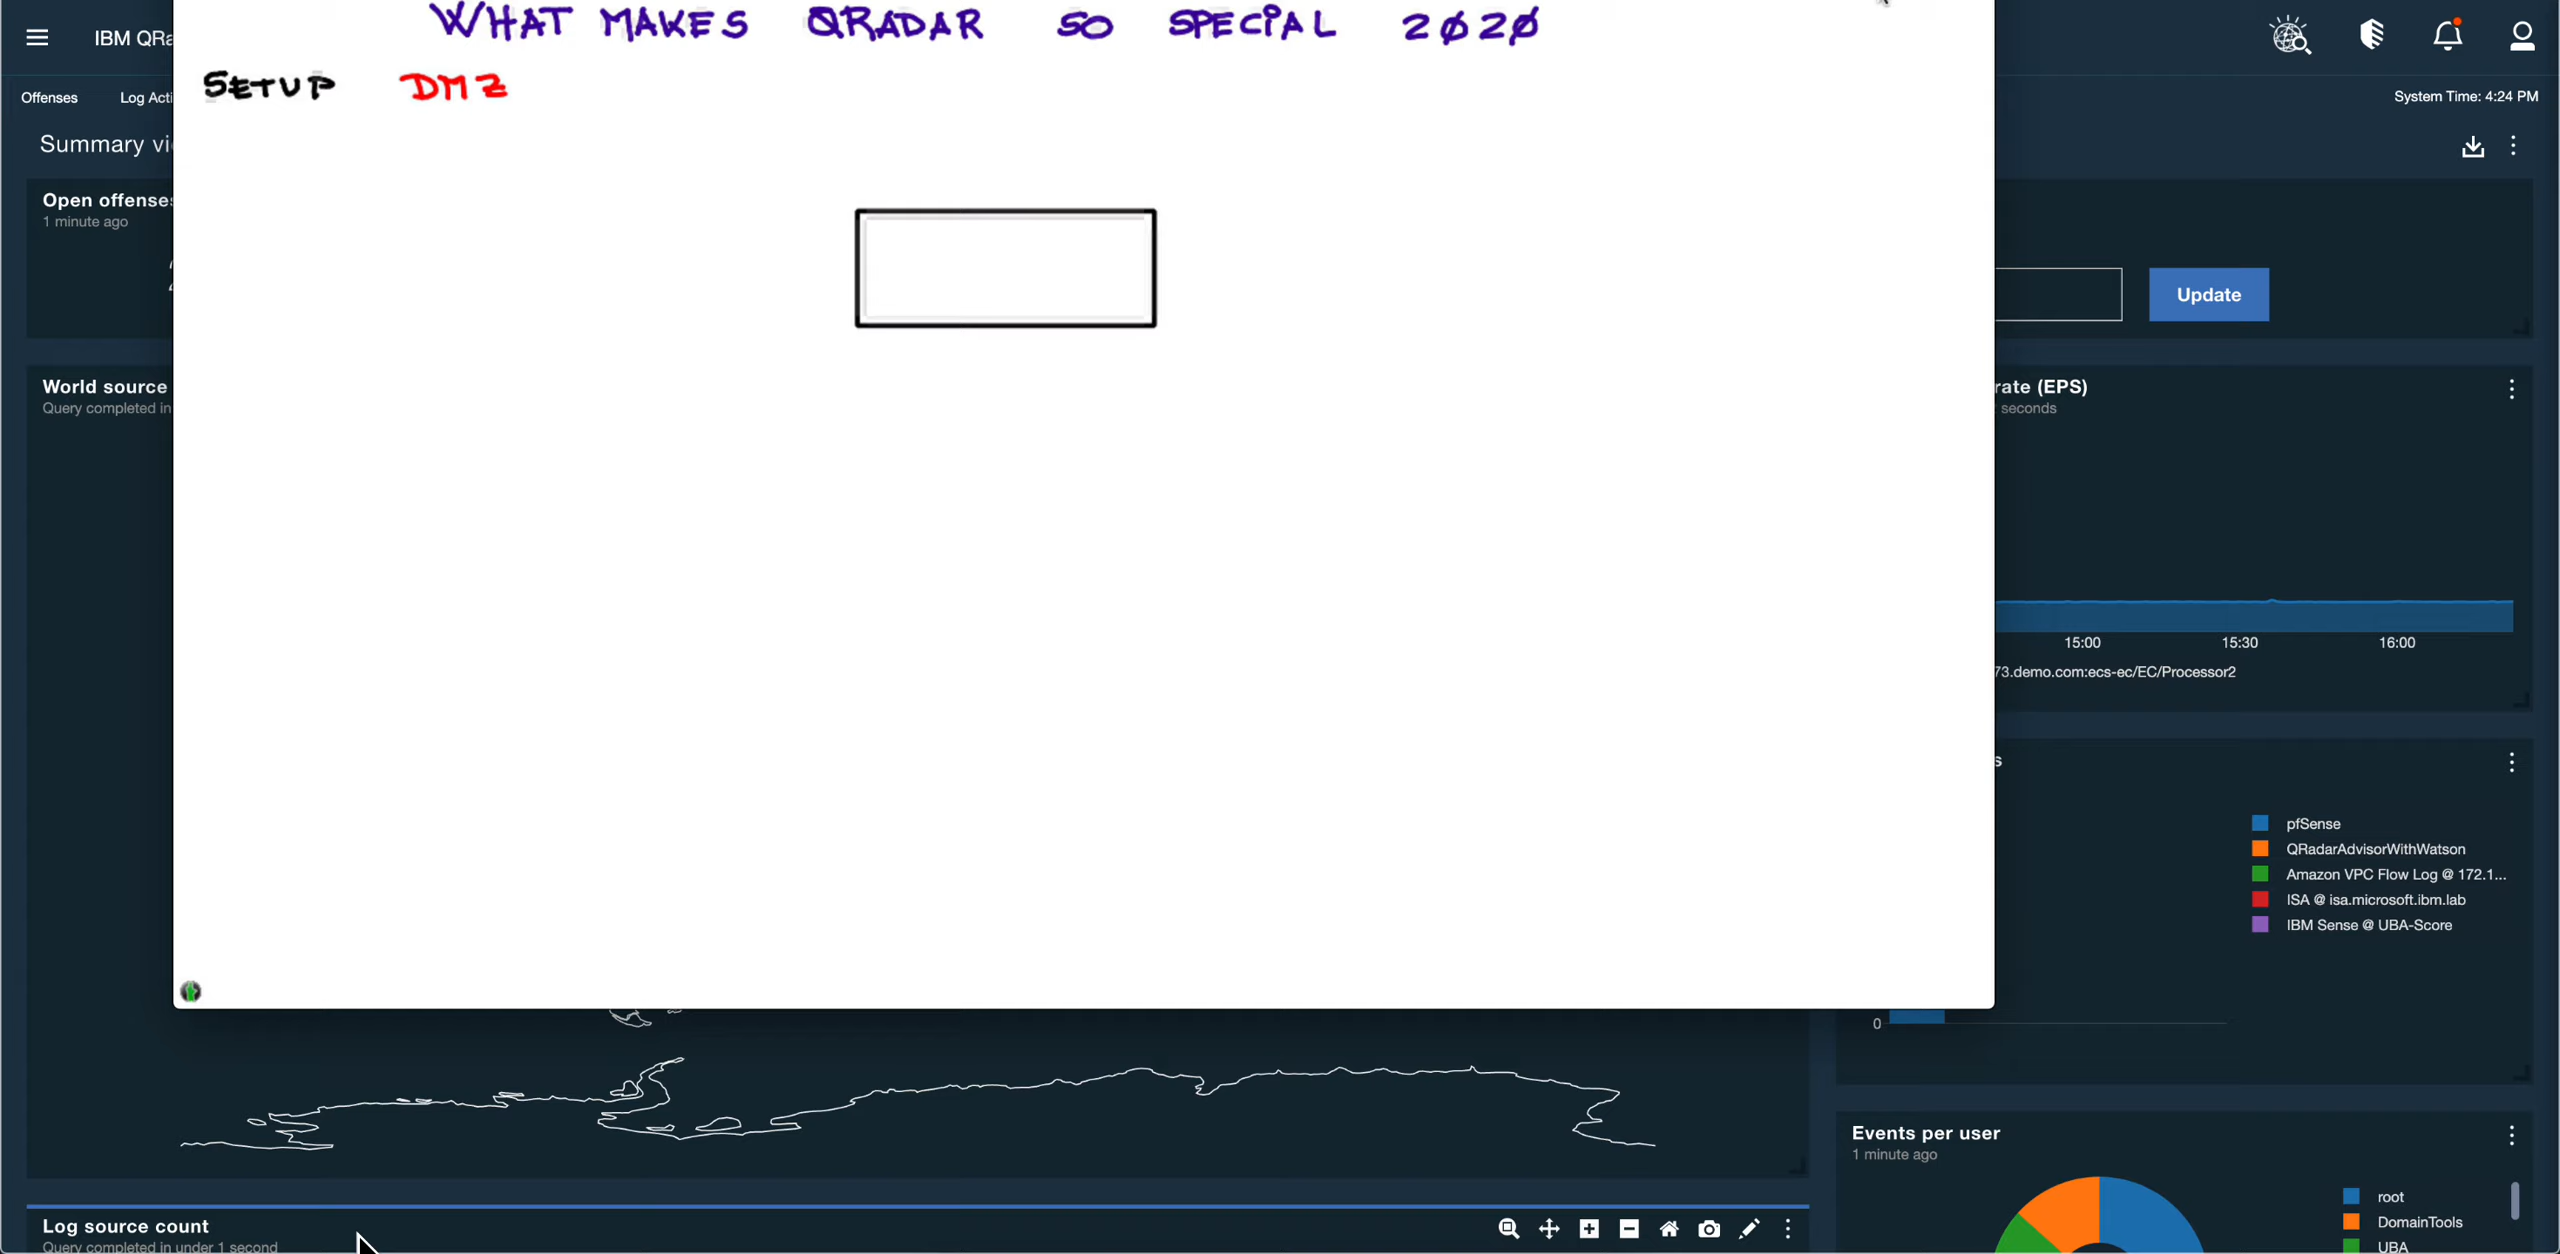 WHAT MAKES QRADAR SO SPECIAL 2020
IBM QRa
SETUP DMZ
Offenses Log Acti
System Time: 4:24 PM
Summary vi
Open offenses
1 minute ago
Update
World source
Query completed in
rate (EPS)
seconds
15:00 15:30 16:00
73.demo.com:ecs-ec/EC/Processor2
s
pfSense
QRadarAdvisorWithWatson
Amazon VPC Flow Log @ 172.1...
ISA @ isa.microsoft.ibm.lab
IBM Sense @ UBA-Score
0
Events per user
1 minute ago
root
DomainTools
UBA
Log source count
Query completed in under 1 second